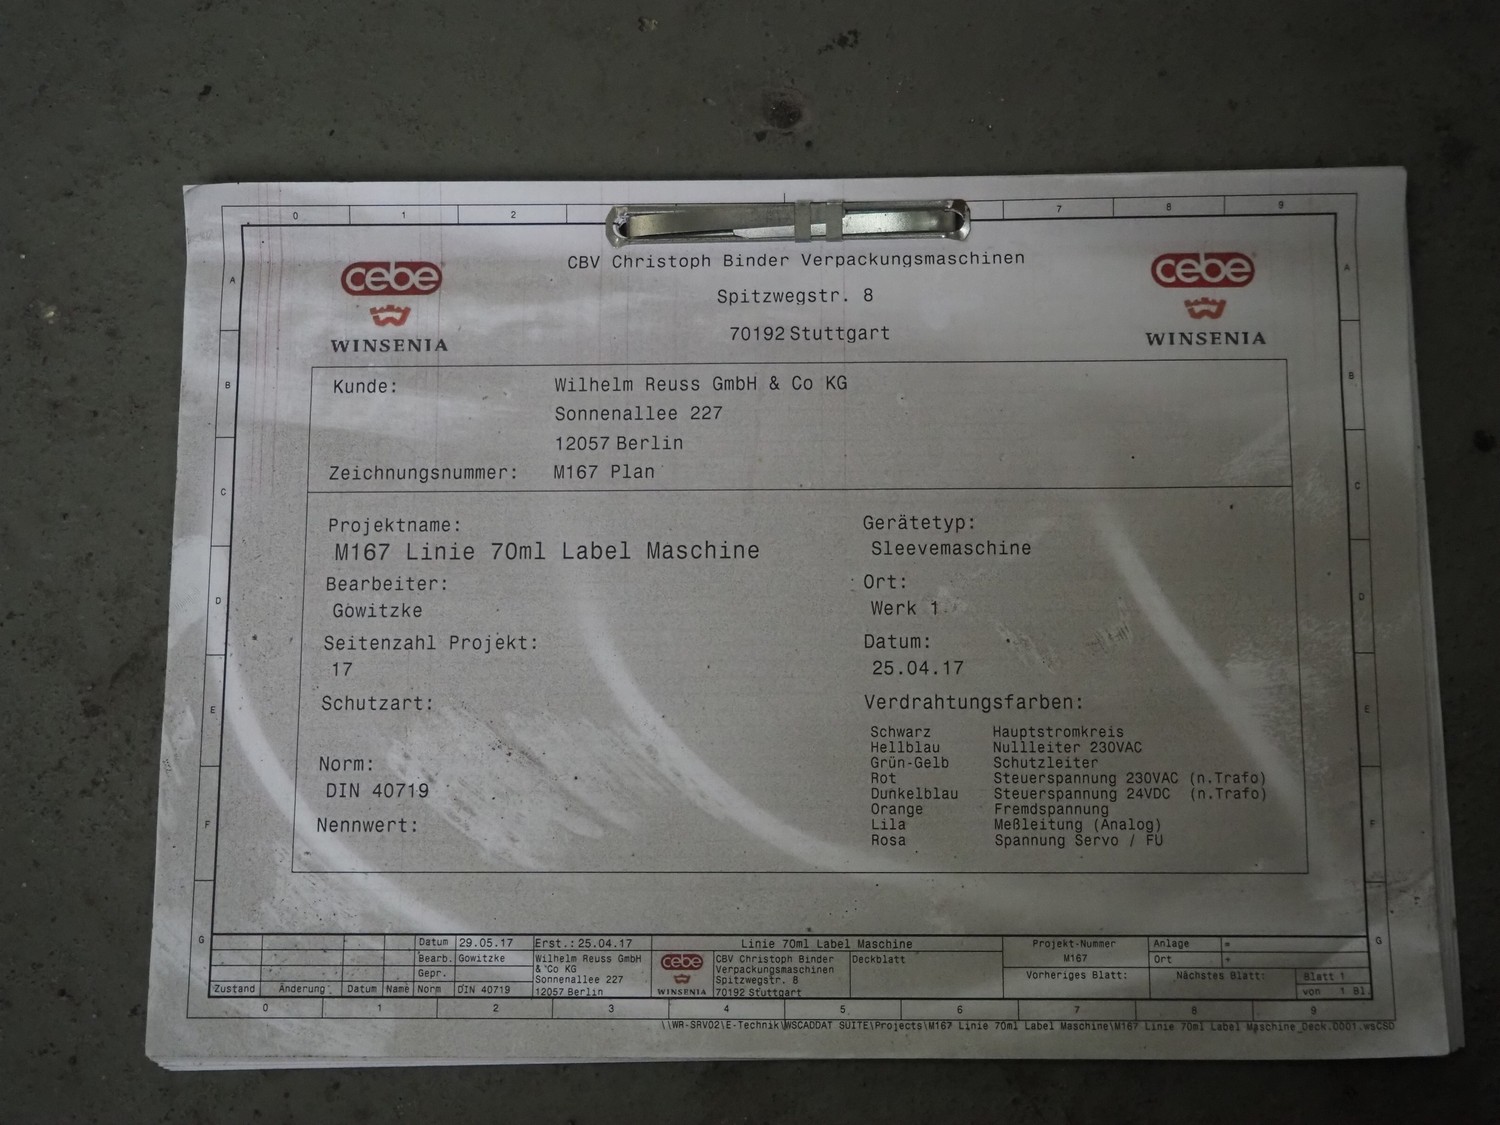 0 1 2 7 8 9
cebe
WINSENIA
CBV Christoph Binder Verpackungsmaschinen
Spitzwegstr. 8
70192 Stuttgart
cebe
WINSENIA
A A
B B
C C
D D
E E
F F
G G
Kunde: Wilhelm Reuss GmbH & Co KG
Sonnenallee 227
12057 Berlin
Zeichnungsnummer: M167 Plan
Projektname:
M167 Linie 70ml Label Maschine
Bearbeiter:
Gowitzke
Seitenzahl Projekt:
17
Schutzart:
Norm:
DIN 40719
Nennwert:
Gerätetyp:
Sleevemaschine
Ort:
Werk 1
Datum:
25.04.17
Verdrahtungsfarben:
Schwarz Hauptstromkreis
Hellblau Nullleiter 230VAC
Grün-Gelb Schutzleiter
Rot Steuerspannung 230VAC (n.Trafo)
Dunkelblau Steuerspannung 24VDC (n.Trafo)
Orange Fremdspannung
Lila Meßleitung (Analog)
Rosa Spannung Servo / FU
Zustand Änderung Datum Name
Datum 29.05.17
Bearb. Gowitzke
Gepr.
Norm DIN 40719
Erst.: 25.04.17
Wilhelm Reuss GmbH
& Co KG
Sonnenallee 227
12057 Berlin
cebe
WINSENIA
Linie 70ml Label Maschine
CBV Christoph Binder
Verpackungsmaschinen
Spitzwegstr. 8
70192 Stuttgart
Deckblatt
Projekt-Nummer
M167
Vorheriges Blatt:
Anlage =
Ort +
Nächstes Blatt:
Blatt 1
von 1 Bl.
0 1 2 3 4 5 6 7 8 9
\\WR-SRV02\E-Technik\WSCADDAT SUITE\Projects\M167 Linie 70ml Label Maschine\M167 Linie 70ml Label Maschine_Deck.0001.wsCSD